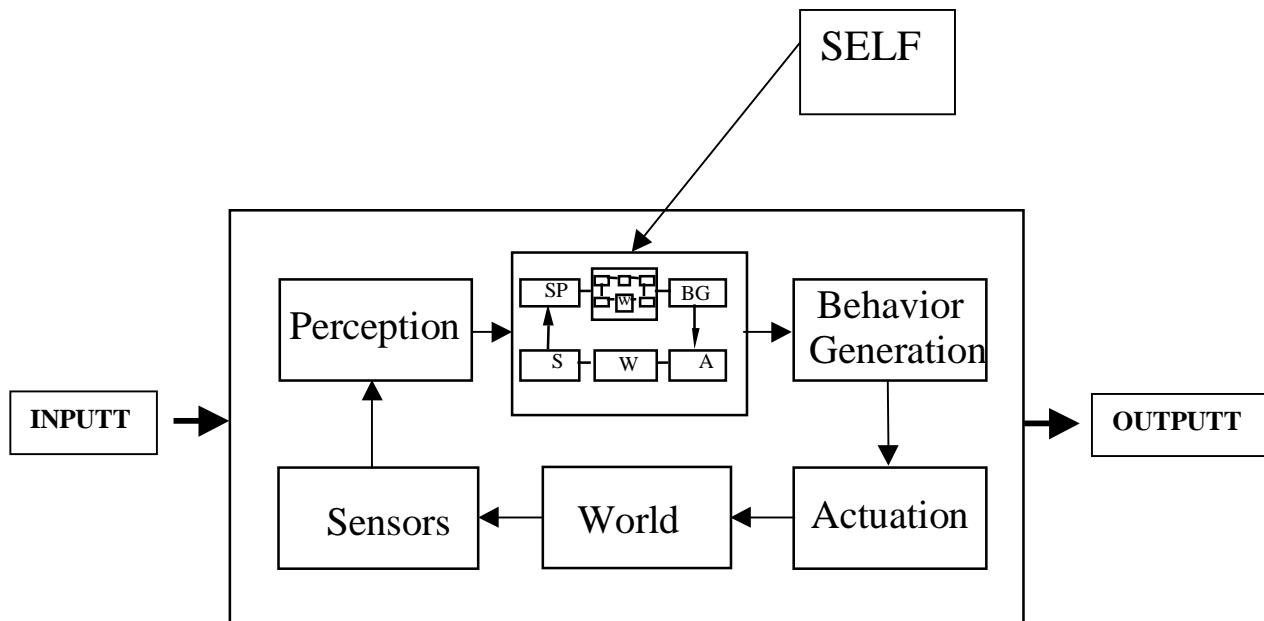 SELF
SP
W
BG
Perception
Behavior
Generation
S
W
A
INPUTT
OUTPUTT
Sensors
World
Actuation